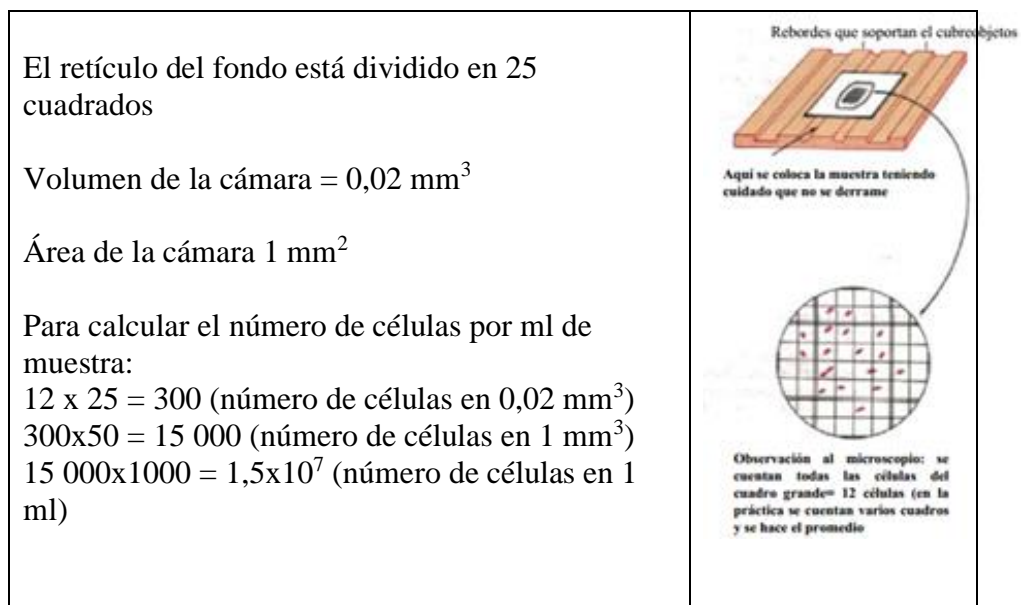 El retículo del fondo está dividido en 25
cuadrados
Volumen de la cámara = 0,02 mm³
Área de la cámara 1 mm²
Para calcular el número de células por ml de
muestra:
12 x 25 = 300 (número de células en 0,02 mm³)
300x50 = 15 000 (número de células en 1 mm³)
15 000x1000 = 1,5x10⁷ (número de células en 1
ml)
Rebordes que soportan el cubreobjetos
Aquí se coloca la muestra teniendo
cuidado que no se derrame
Observación al microscopio: se
cuentan todas las células del
cuadro grande= 12 células (en la
práctica se cuentan varios cuadros
y se hace el promedio